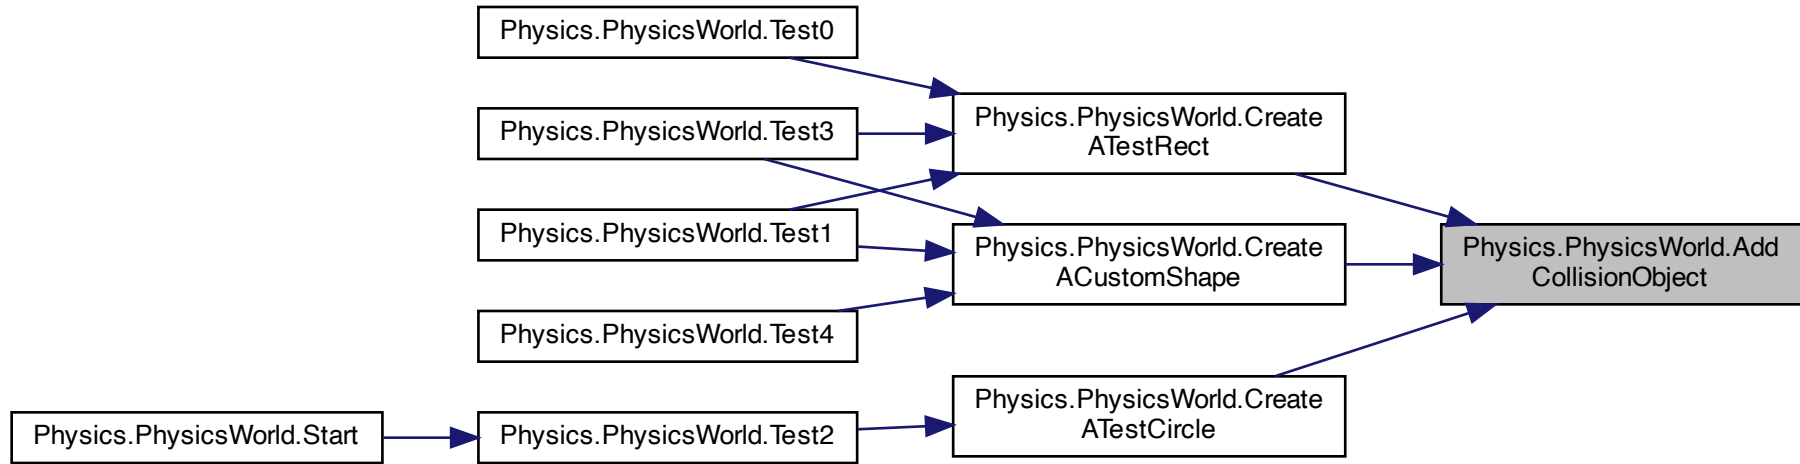 Physics.PhysicsWorld.Test0
Physics.PhysicsWorld.Create
ATestRect
Physics.PhysicsWorld.Test3
Physics.PhysicsWorld.Test1
Physics.PhysicsWorld.Create
ACustomShape
Physics.PhysicsWorld.Add
CollisionObject
Physics.PhysicsWorld.Test4
Physics.PhysicsWorld.Create
ATestCircle
Physics.PhysicsWorld.Start
Physics.PhysicsWorld.Test2